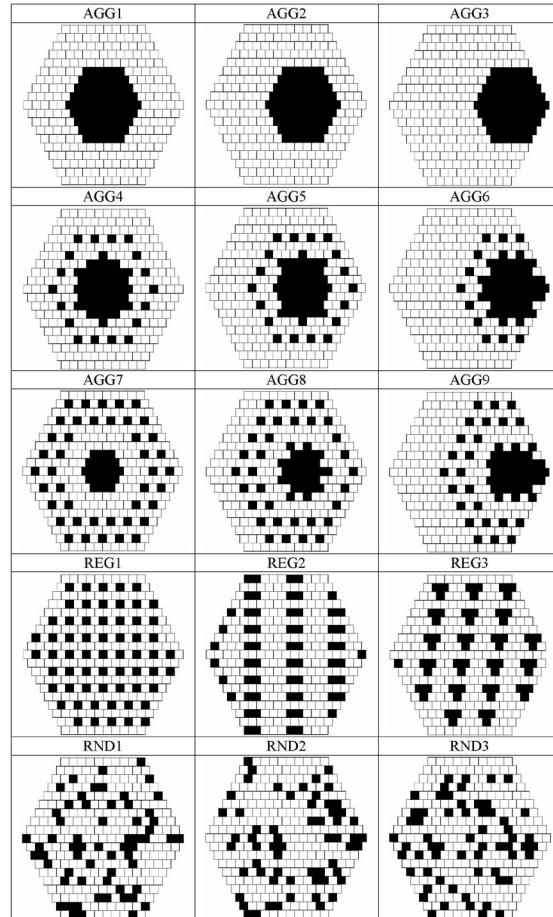 AGG1 AGG2 AGG3
AGG4 AGG5 AGG6
AGG7 AGG8 AGG9
REG1 REG2 REG3
RND1 RND2 RND3